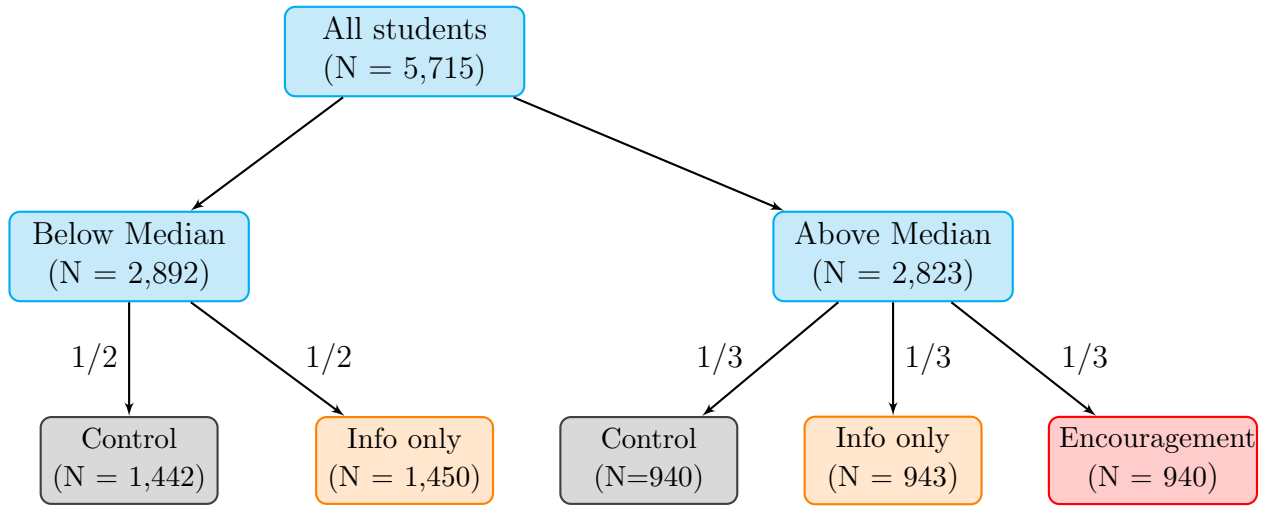 All students
(N = 5,715)
Below Median
(N = 2,892)
Above Median
(N = 2,823)
1/2
1/2
1/3
1/3
1/3
Control
(N = 1,442)
Info only
(N = 1,450)
Control
(N=940)
Info only
(N = 943)
Encouragement
(N = 940)